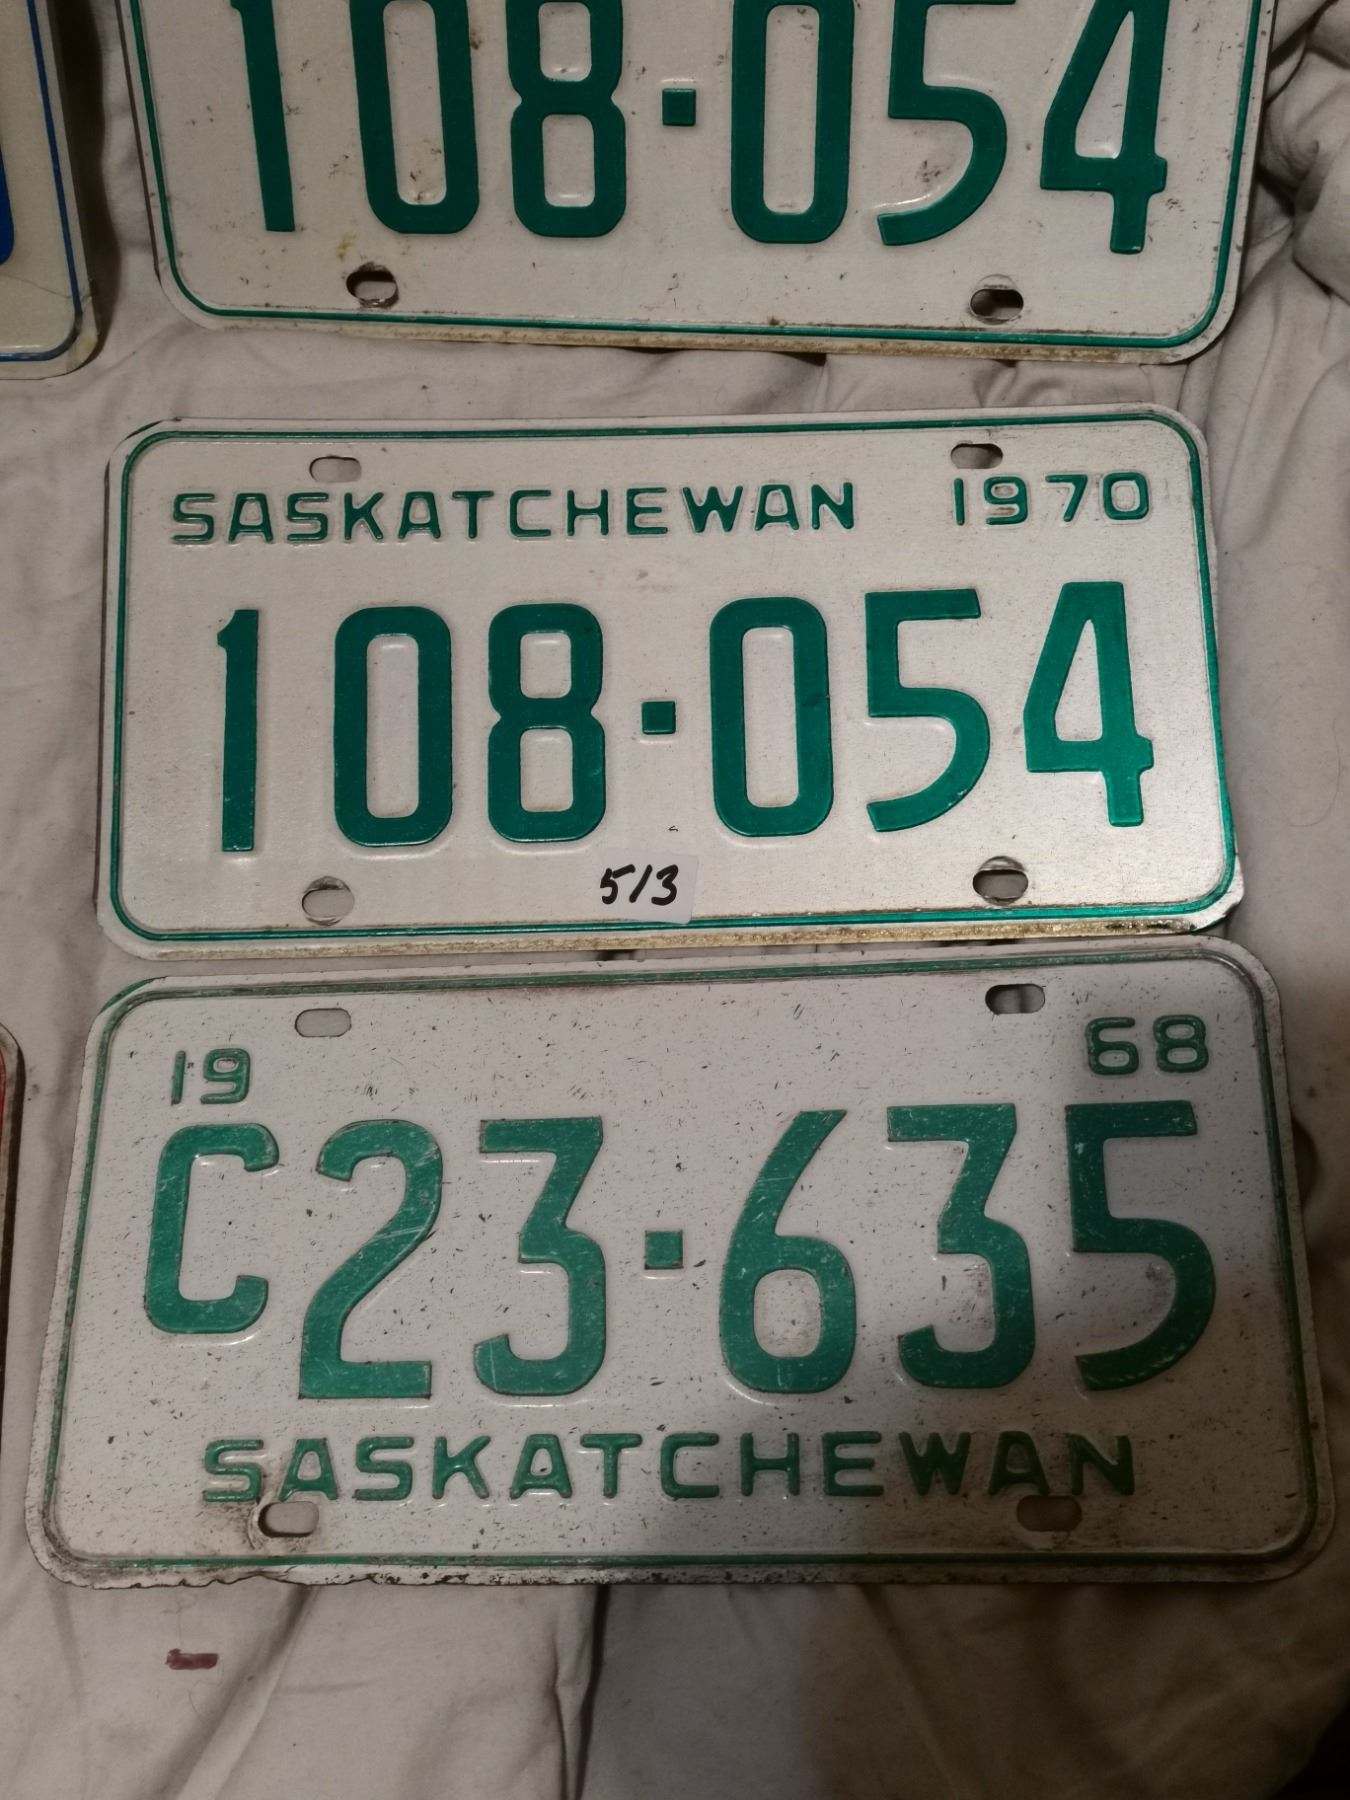 108-054
SASKATCHEWAN 1970
108-054
513
19 68
C23-635
SASKATCHEWAN